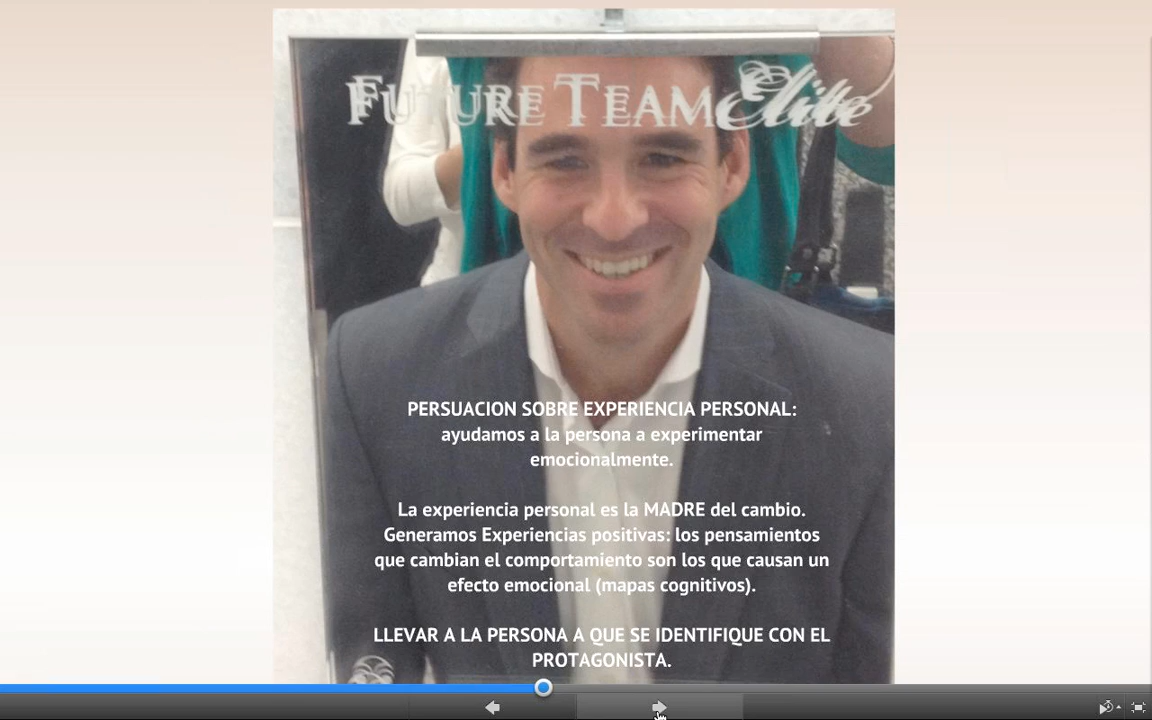 FUTURE TEAM Elite
PERSUACION SOBRE EXPERIENCIA PERSONAL:
ayudamos a la persona a experimentar
emocionalmente.
La experiencia personal es la MADRE del cambio.
Generamos Experiencias positivas: los pensamientos
que cambian el comportamiento son los que causan un
efecto emocional (mapas cognitivos).
LLEVAR A LA PERSONA A QUE SE IDENTIFIQUE CON EL
PROTAGONISTA.